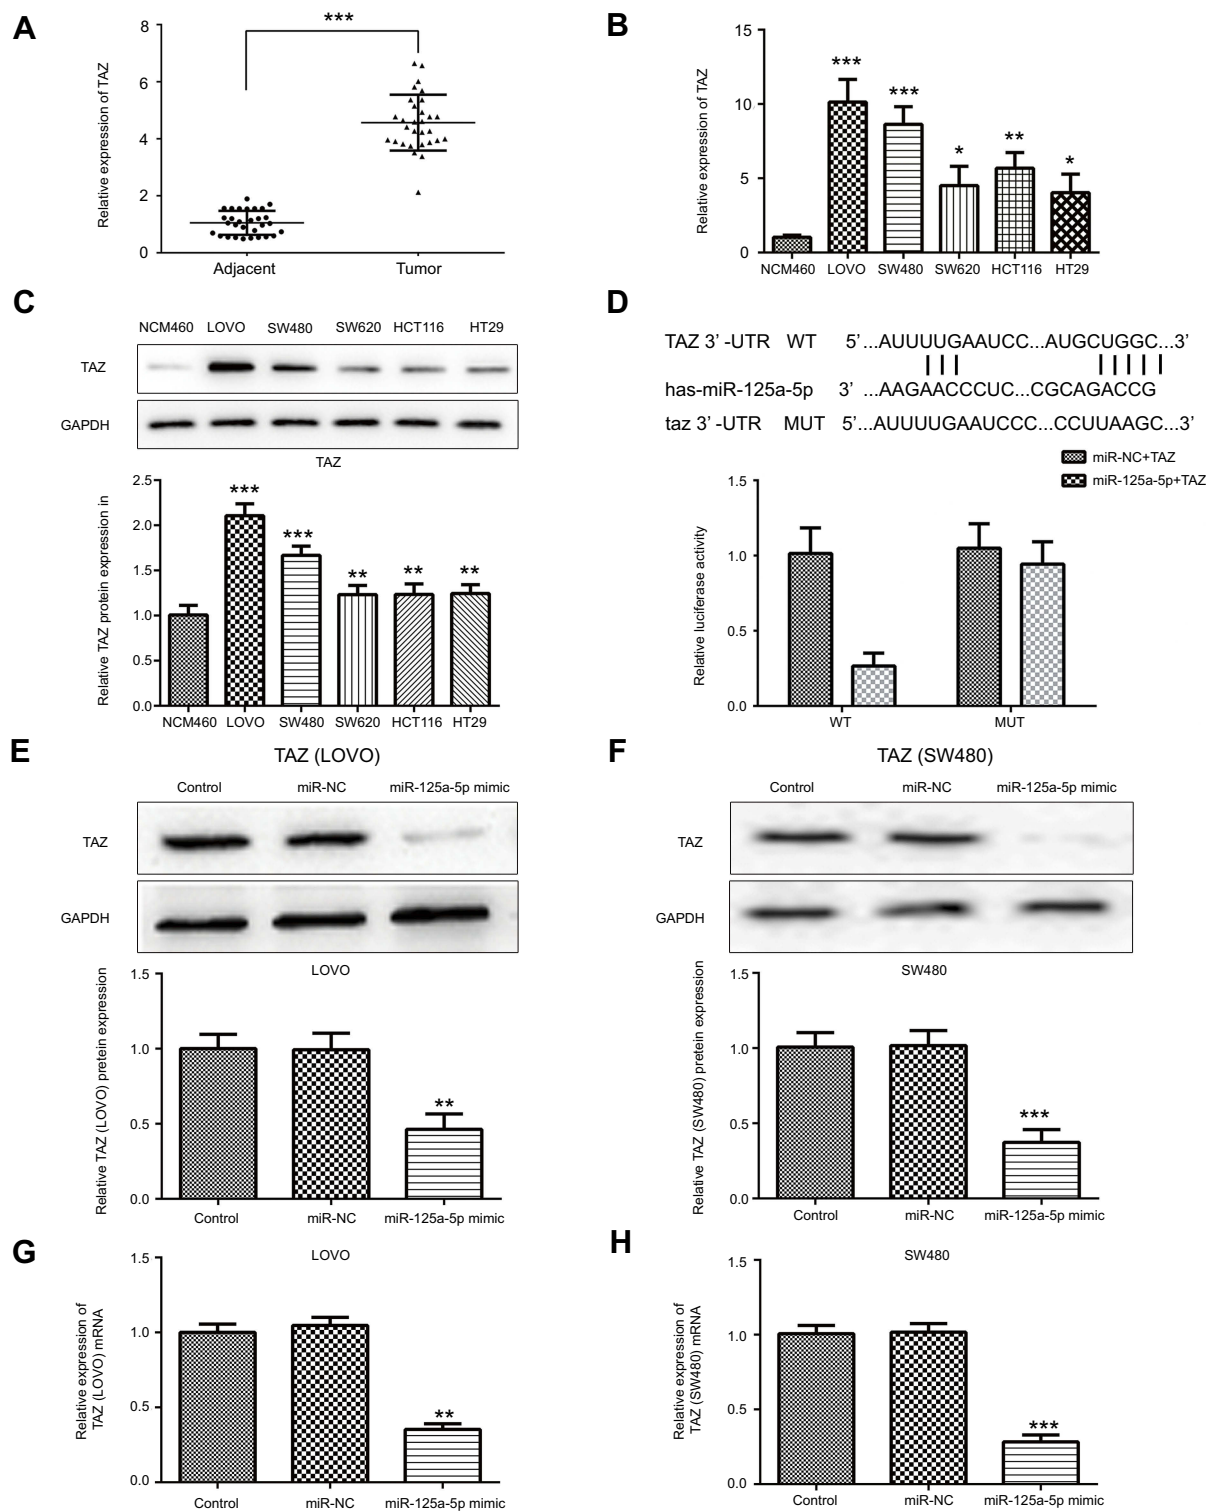 A
***
Relative expression of TAZ
8
6
4
2
0
Adjacent Tumor
B
Relative expression of TAZ
15
10
5
0
*** *** * ** *
NCM460 LOVO SW480 SW620 HCT116 HT29
C
NCM460 LOVO SW480 SW620 HCT116 HT29
TAZ
GAPDH
TAZ
Relative TAZ protein expression in
2.5
2.0
1.5
1.0
0.5
0.0
*** *** ** ** **
NCM460 LOVO SW480 SW620 HCT116 HT29
D
TAZ 3' -UTR WT 5'...AUUUUGAAUCC...AUGCUGGC...3'
has-miR-125a-5p 3' ...AAGAACCCUC...CGCAGACCG
taz 3' -UTR MUT 5'...AUUUUGAAUCCC...CCUUAAGC...3'
miR-NC+TAZ
miR-125a-5p+TAZ
Relative luciferase activity
1.5
1.0
0.5
0.0
WT MUT
E
TAZ (LOVO)
Control miR-NC miR-125a-5p mimic
TAZ
GAPDH
LOVO
Relative TAZ (LOVO) pretein expression
1.5
1.0
0.5
0.0
**
Control miR-NC miR-125a-5p mimic
F
TAZ (SW480)
Control miR-NC miR-125a-5p mimic
TAZ
GAPDH
SW480
Relative TAZ (SW480) pretein expression
1.5
1.0
0.5
0.0
***
Control miR-NC miR-125a-5p mimic
G
LOVO
Relative expression of
TAZ (LOVO) mRNA
1.5
1.0
0.5
0.0
**
Control miR-NC miR-125a-5p mimic
H
SW480
Relative expression of
TAZ (SW480) mRNA
1.5
1.0
0.5
0.0
***
Control miR-NC miR-125a-5p mimic